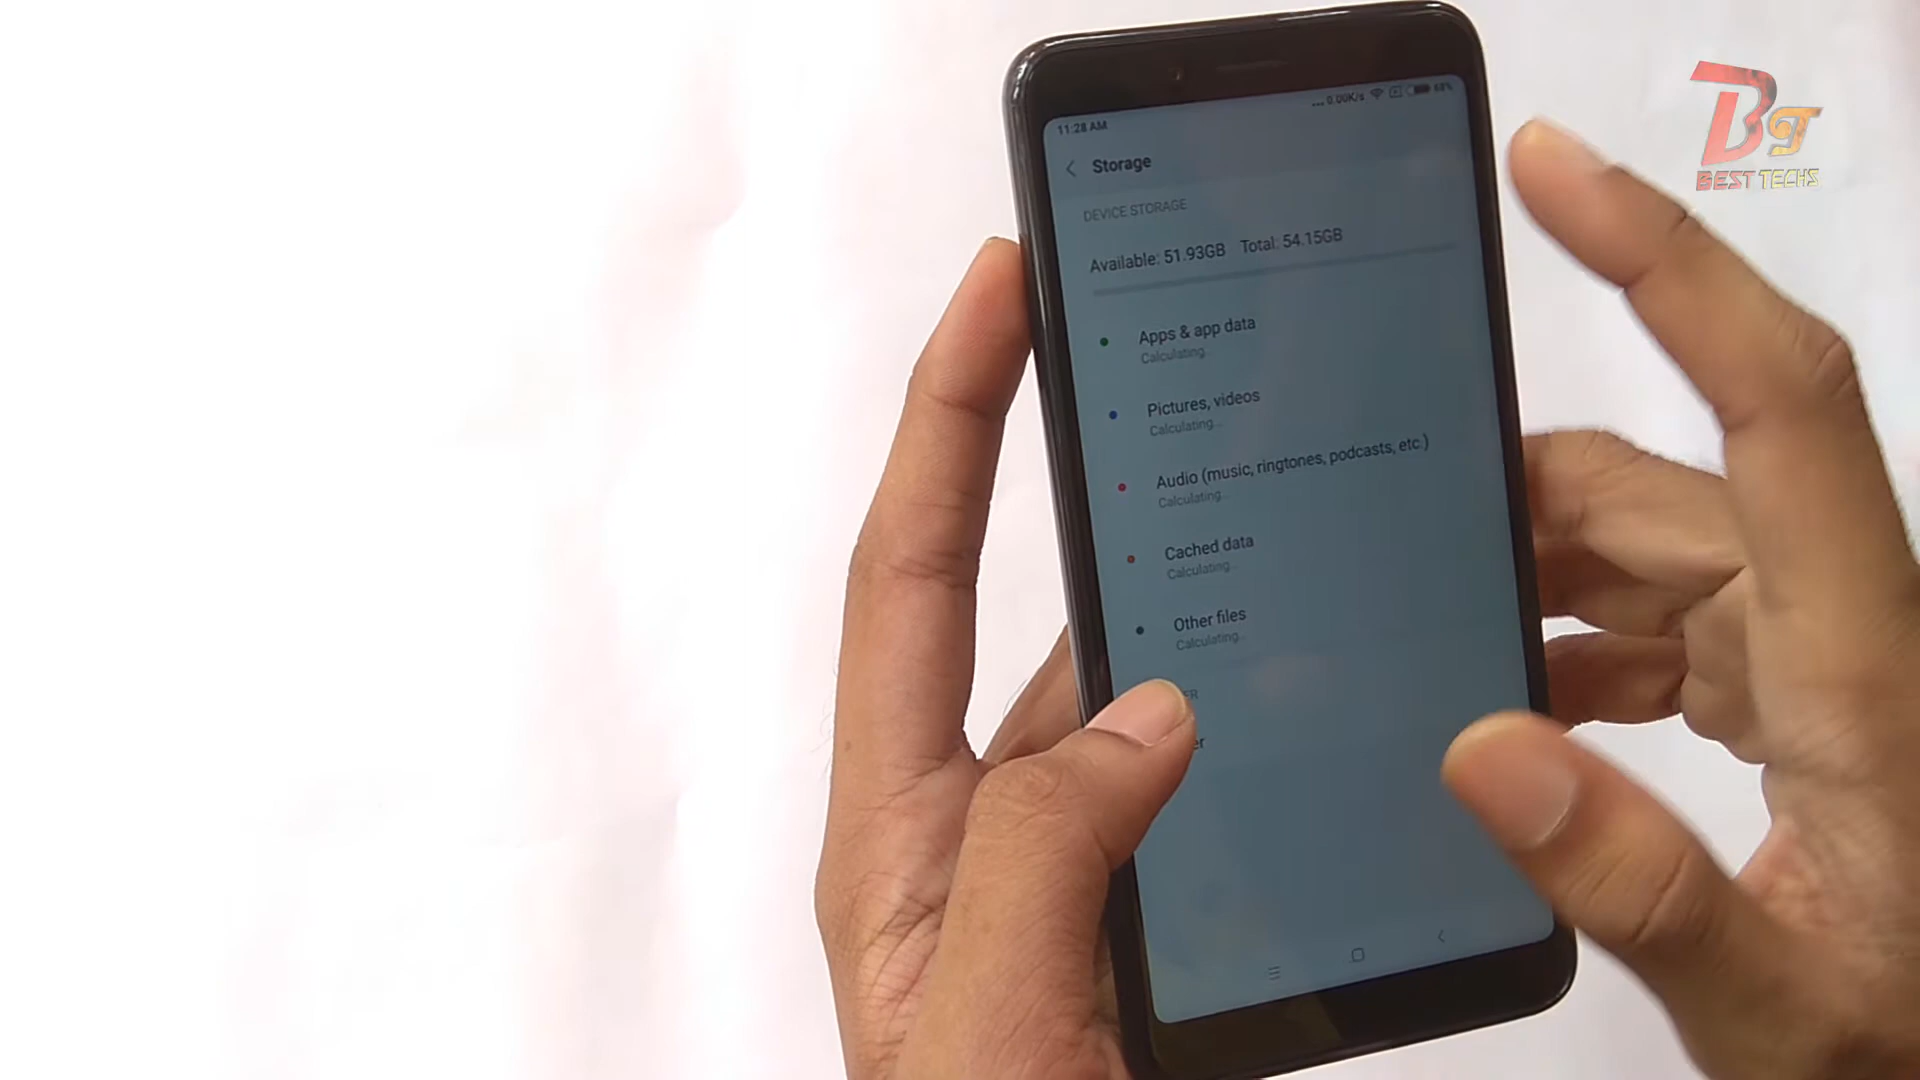 11:28 AM
... 0.00K/s 68%
Storage
DEVICE STORAGE
Available: 51.93GB Total: 54.15GB
Apps & app data
Calculating...
Pictures, videos
Calculating...
Audio (music, ringtones, podcasts, etc.)
Calculating...
Cached data
Calculating...
Other files
Calculating...
BEST TECHS